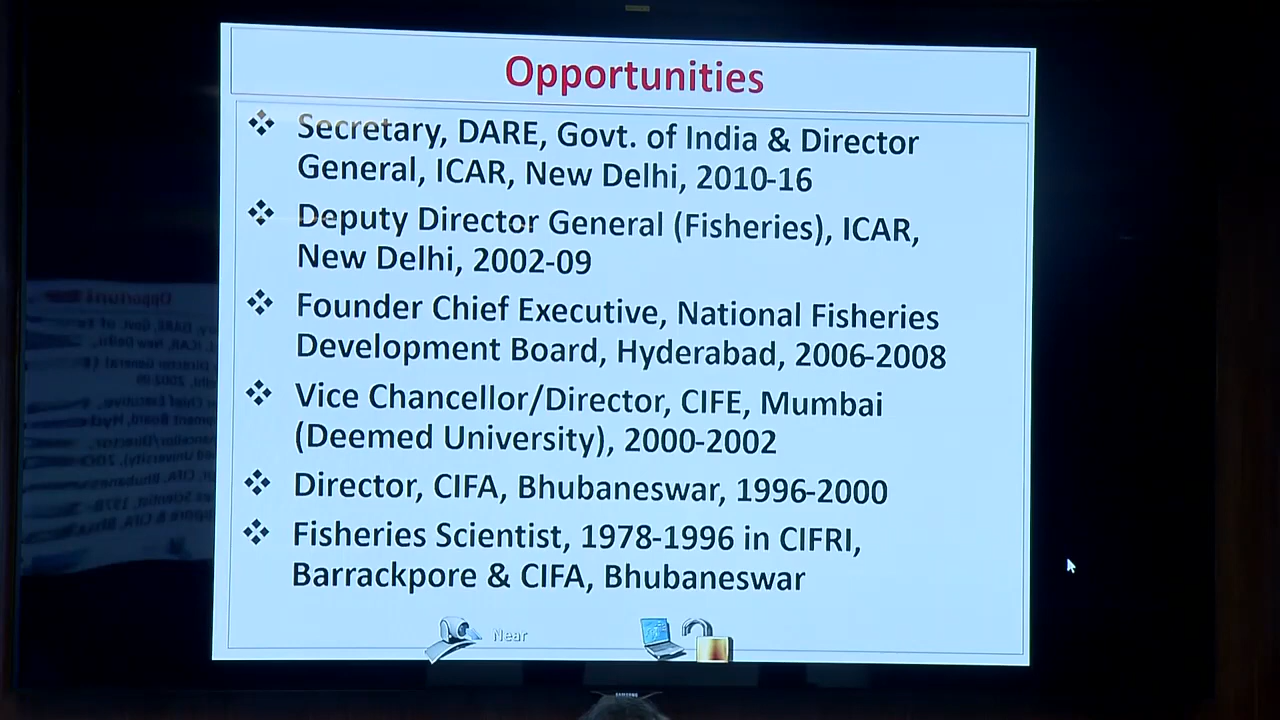 Opportunities
Secretary, DARE, Govt. of India & Director
General, ICAR, New Delhi, 2010-16
Deputy Director General (Fisheries), ICAR,
New Delhi, 2002-09
Founder Chief Executive, National Fisheries
Development Board, Hyderabad, 2006-2008
Vice Chancellor/Director, CIFE, Mumbai
(Deemed University), 2000-2002
Director, CIFA, Bhubaneswar, 1996-2000
Fisheries Scientist, 1978-1996 in CIFRI,
Barrackpore & CIFA, Bhubaneswar
Near
SAMSUNG